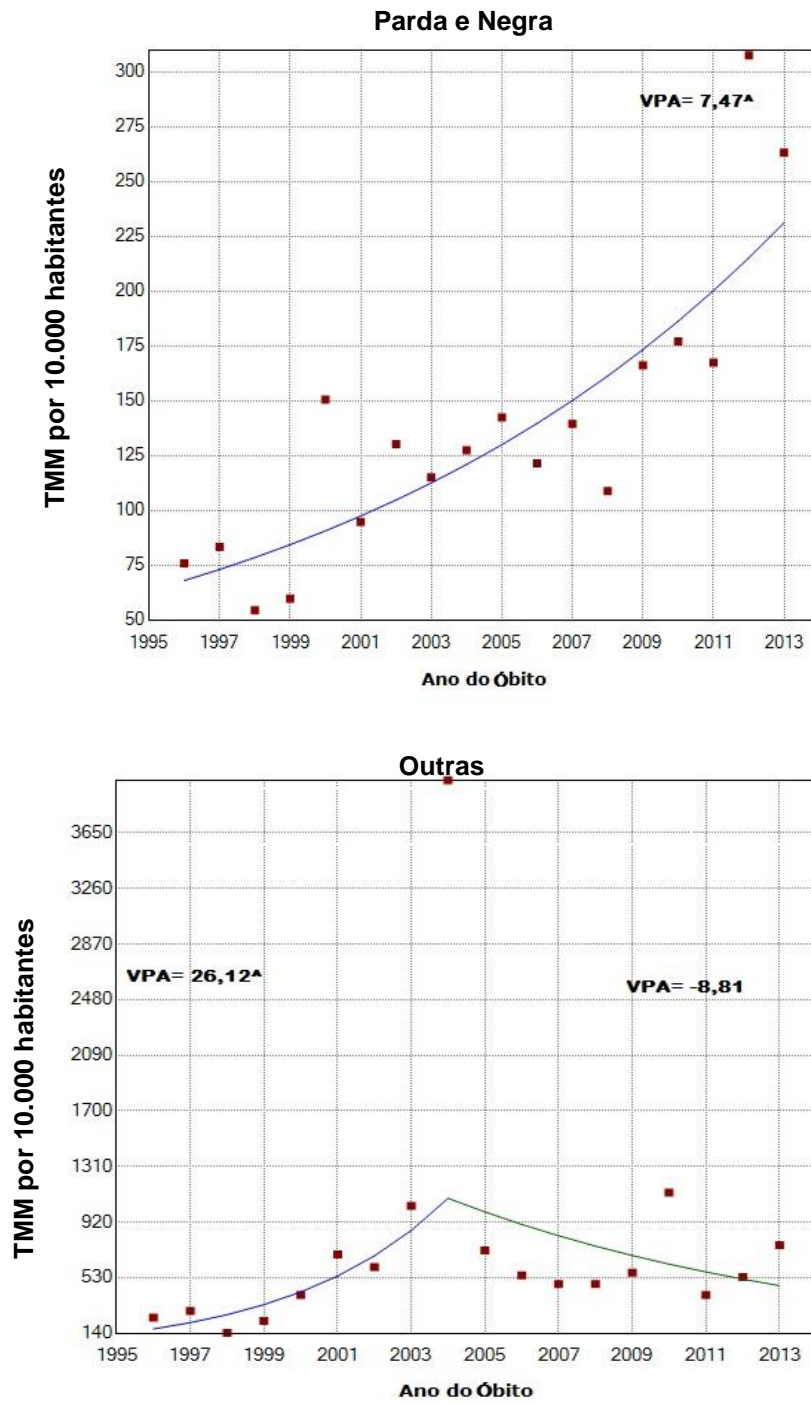 Parda e Negra
VPA= 7,47^
TMM por 10.000 habitantes
300
275
250
225
200
175
150
125
100
75
50
1995 1997 1999 2001 2003 2005 2007 2009 2011 2013
Ano do Óbito
Outras
VPA= 26,12^
VPA= -8,81
TMM por 10.000 habitantes
3650
3260
2870
2480
2090
1700
1310
920
530
140
1995 1997 1999 2001 2003 2005 2007 2009 2011 2013
Ano do Óbito